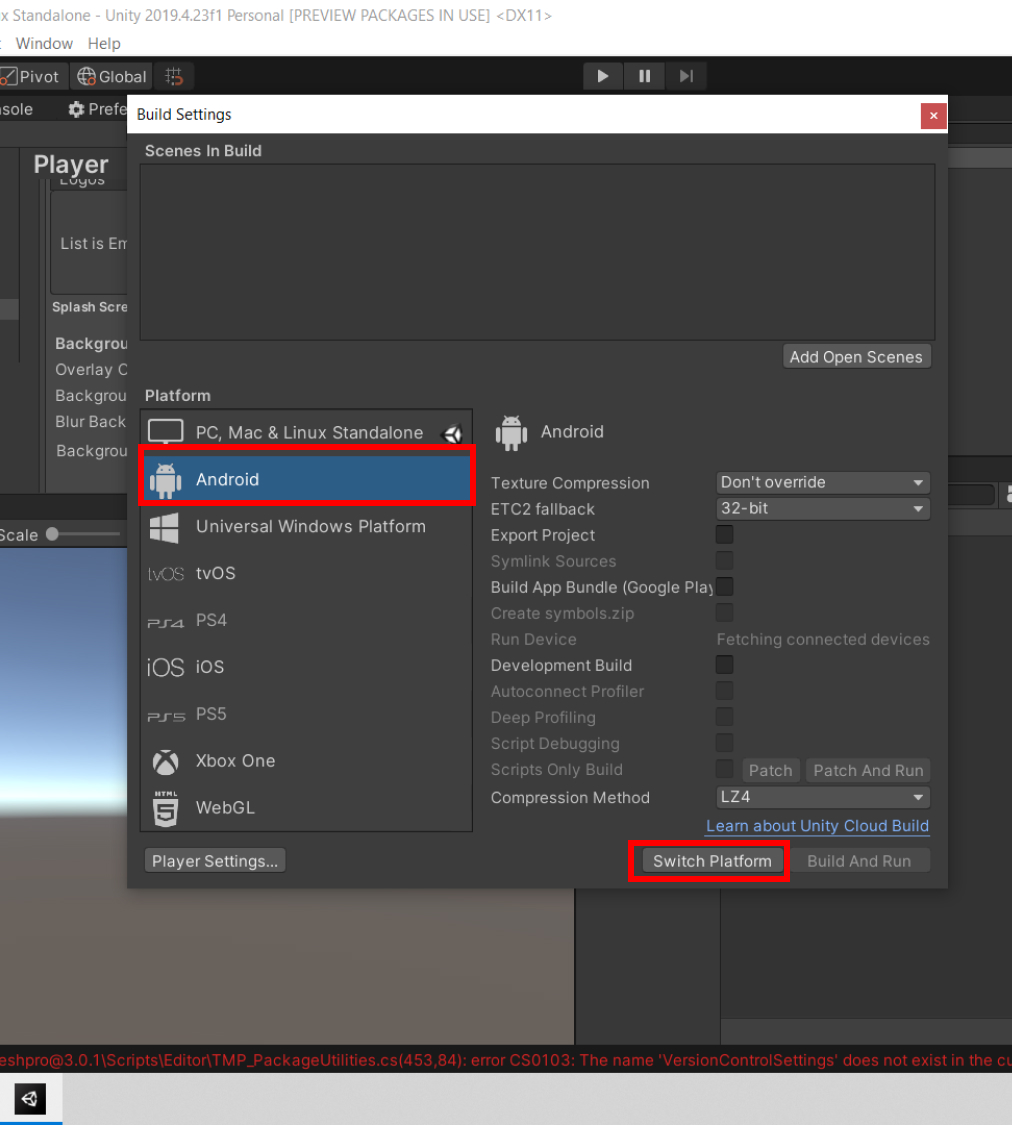 x Standalone - Unity 2019.4.23f1 Personal [PREVIEW PACKAGES IN USE] <DX11>
Window Help
Pivot Global
sole Prefe
Build Settings
Scenes In Build
Player
Logos
List is Em
Splash Scre
Backgrou
Overlay C
Backgrou
Blur Back
Backgrou
Add Open Scenes
Platform
PC, Mac & Linux Standalone
Android
Universal Windows Platform
tvOS tvOS
PS4 PS4
iOS iOS
PS5 PS5
Xbox One
HTML 5 WebGL
Android
Texture Compression Don't override
ETC2 fallback 32-bit
Export Project
Symlink Sources
Build App Bundle (Google Play
Create symbols.zip
Run Device Fetching connected devices
Development Build
Autoconnect Profiler
Deep Profiling
Script Debugging
Scripts Only Build Patch Patch And Run
Compression Method LZ4
Learn about Unity Cloud Build
Player Settings... Switch Platform Build And Run
Scale
eshpro@3.0.1\Scripts\Editor\TMP_PackageUtilities.cs(453,84): error CS0103: The name 'VersionControlSettings' does not exist in the cu